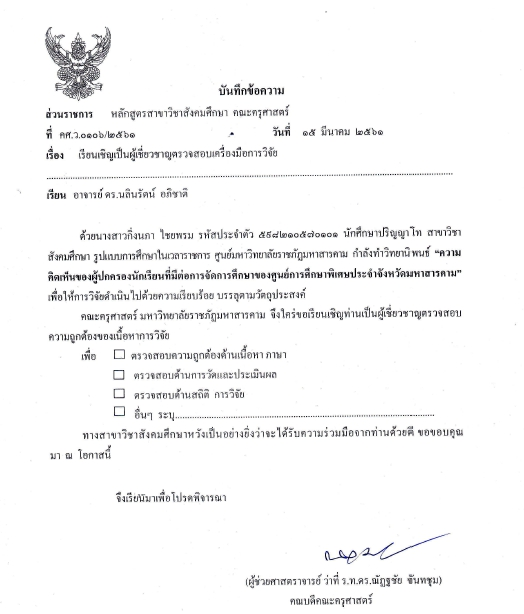 บันทึกข้อความ
ส่วนราชการ หลักสูตรสาขาวิชาสังคมศึกษา คณะครุศาสตร์
ที่ คศ.ว.๐๑๐๖/๒๕๖๑ วันที่ ๑๕ มีนาคม ๒๕๖๑
เรื่อง เรียนเชิญเป็นผู้เชี่ยวชาญตรวจสอบเครื่องมือการวิจัย
เรียน อาจารย์ ดร.นลินรัตน์ อภิชาติ
ด้วยนางสาวกิ่งนภา ไชยพรม รหัสประจำตัว ๕๙๘๒๑๐๕๗๐๑๐๑ นักศึกษาปริญญาโท สาขาวิชา
สังคมศึกษา รูปแบบการศึกษาในเวลาราชการ ศูนย์มหาวิทยาลัยราชภัฏมหาสารคาม กำลังทำวิทยานิพนธ์ “ความ
คิดเห็นของผู้ปกครองนักเรียนที่มีต่อการจัดการศึกษาของศูนย์การศึกษาพิเศษประจำจังหวัดมหาสารคาม”
เพื่อให้การวิจัยดำเนินไปด้วยความเรียบร้อย บรรลุตามวัตถุประสงค์
คณะครุศาสตร์ มหาวิทยาลัยราชภัฏมหาสารคาม จึงใคร่ขอเรียนเชิญท่านเป็นผู้เชี่ยวชาญตรวจสอบ
ความถูกต้องของเนื้อหาการวิจัย
เพื่อ ☐ ตรวจสอบความถูกต้องด้านเนื้อหา ภาษา
☐ ตรวจสอบด้านการวัดและประเมินผล
☐ ตรวจสอบด้านสถิติ การวิจัย
☐ อื่นๆ ระบุ..........................................................................
ทางสาขาวิชาสังคมศึกษาหวังเป็นอย่างยิ่งว่าจะได้รับความร่วมมือจากท่านด้วยดี ขอขอบคุณ
มา ณ โอกาสนี้
จึงเรียนมาเพื่อโปรดพิจารณา
(ผู้ช่วยศาสตราจารย์ ว่าที่ ร.ท.ดร.ณัฏฐชัย จันทชุม)
คณบดีคณะครุศาสตร์